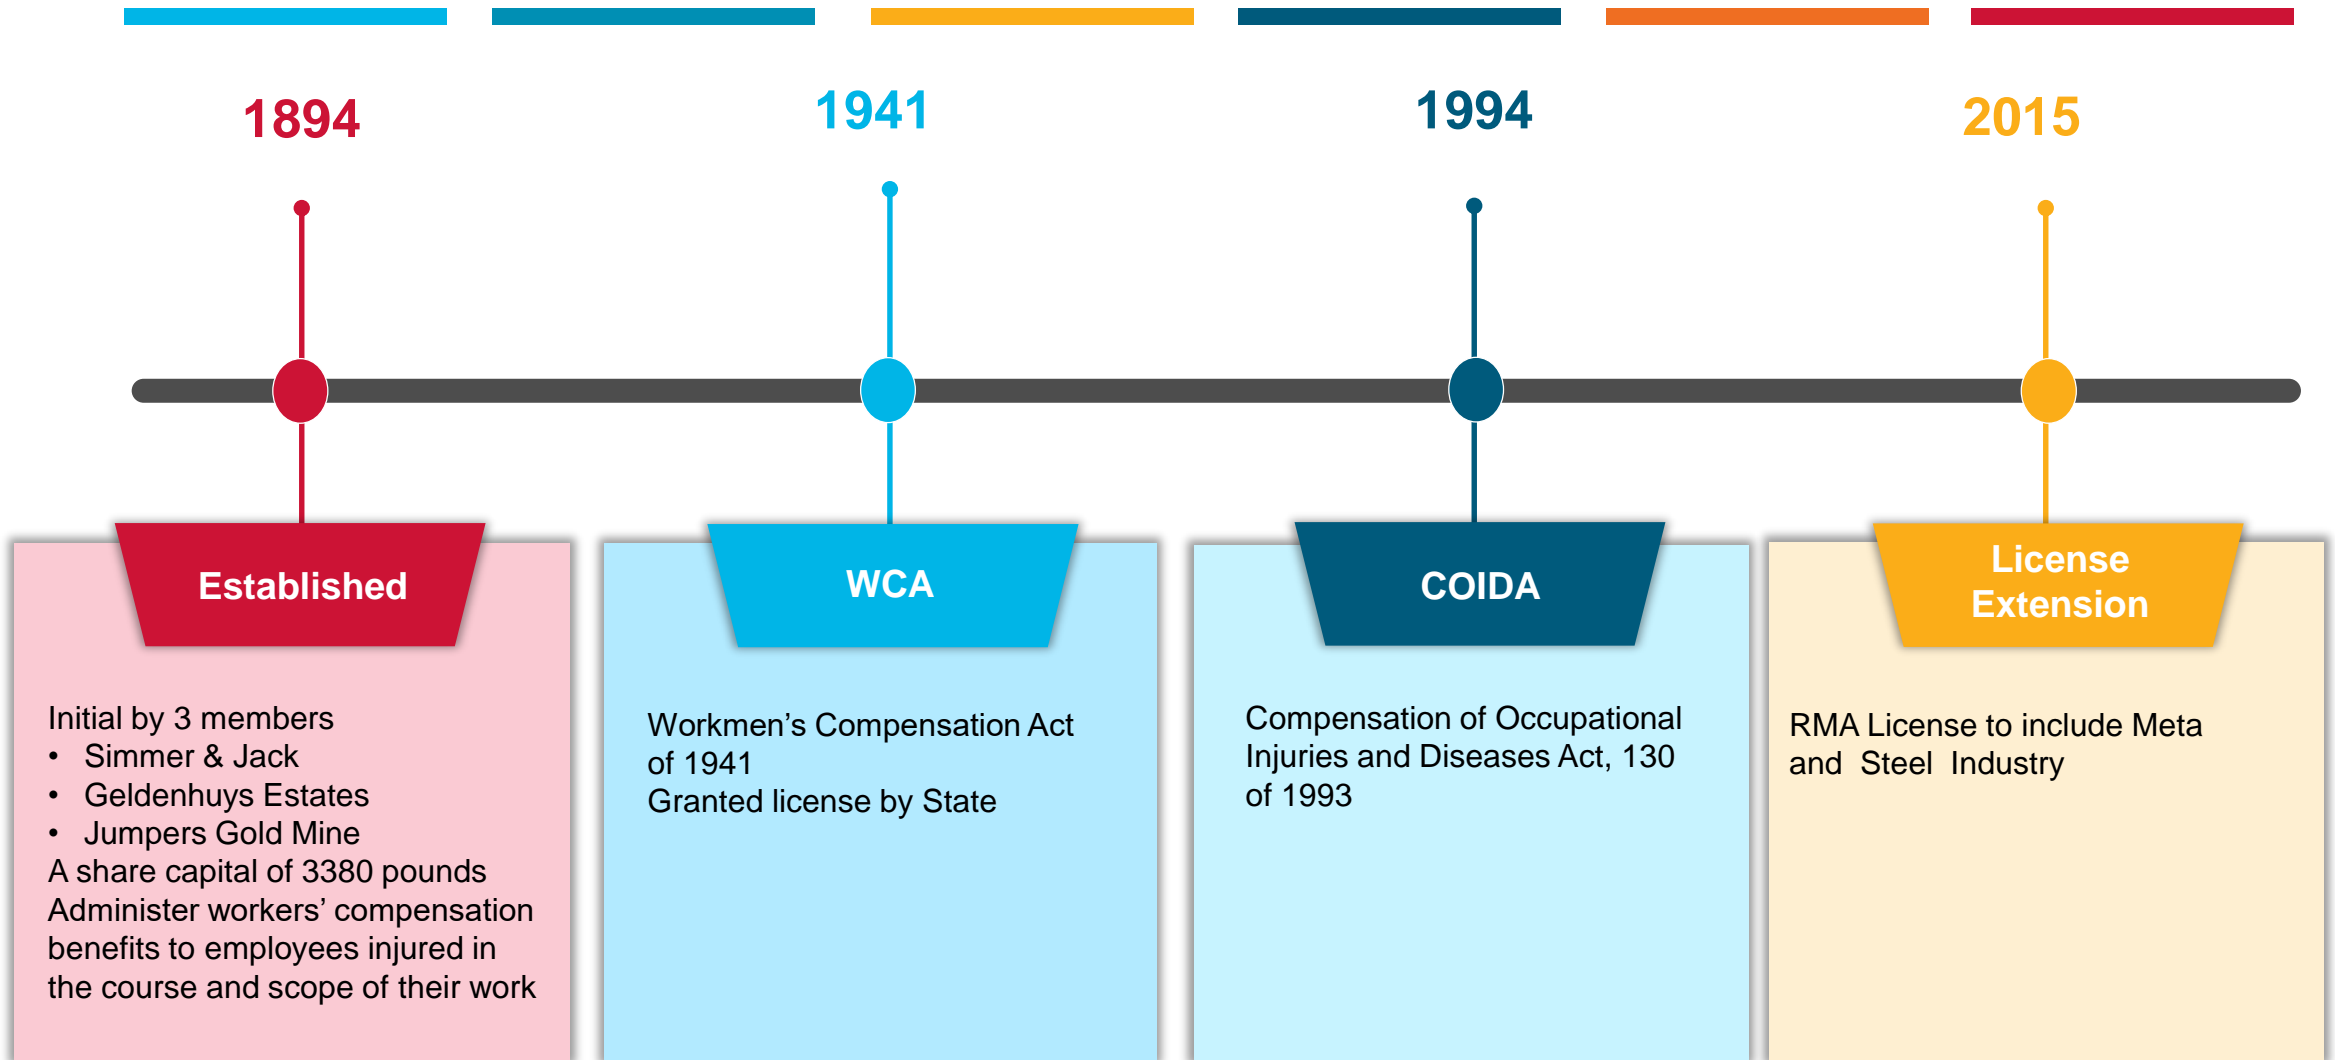 1894
1941
1994
2015
Established
Initial by 3 members
• Simmer & Jack
• Geldenhuys Estates
• Jumpers Gold Mine
A share capital of 3380 pounds
Administer workers’ compensation
benefits to employees injured in
the course and scope of their work
WCA
Workmen’s Compensation Act
of 1941
Granted license by State
COIDA
Compensation of Occupational
Injuries and Diseases Act, 130
of 1993
License
Extension
RMA License to include Meta
and Steel Industry